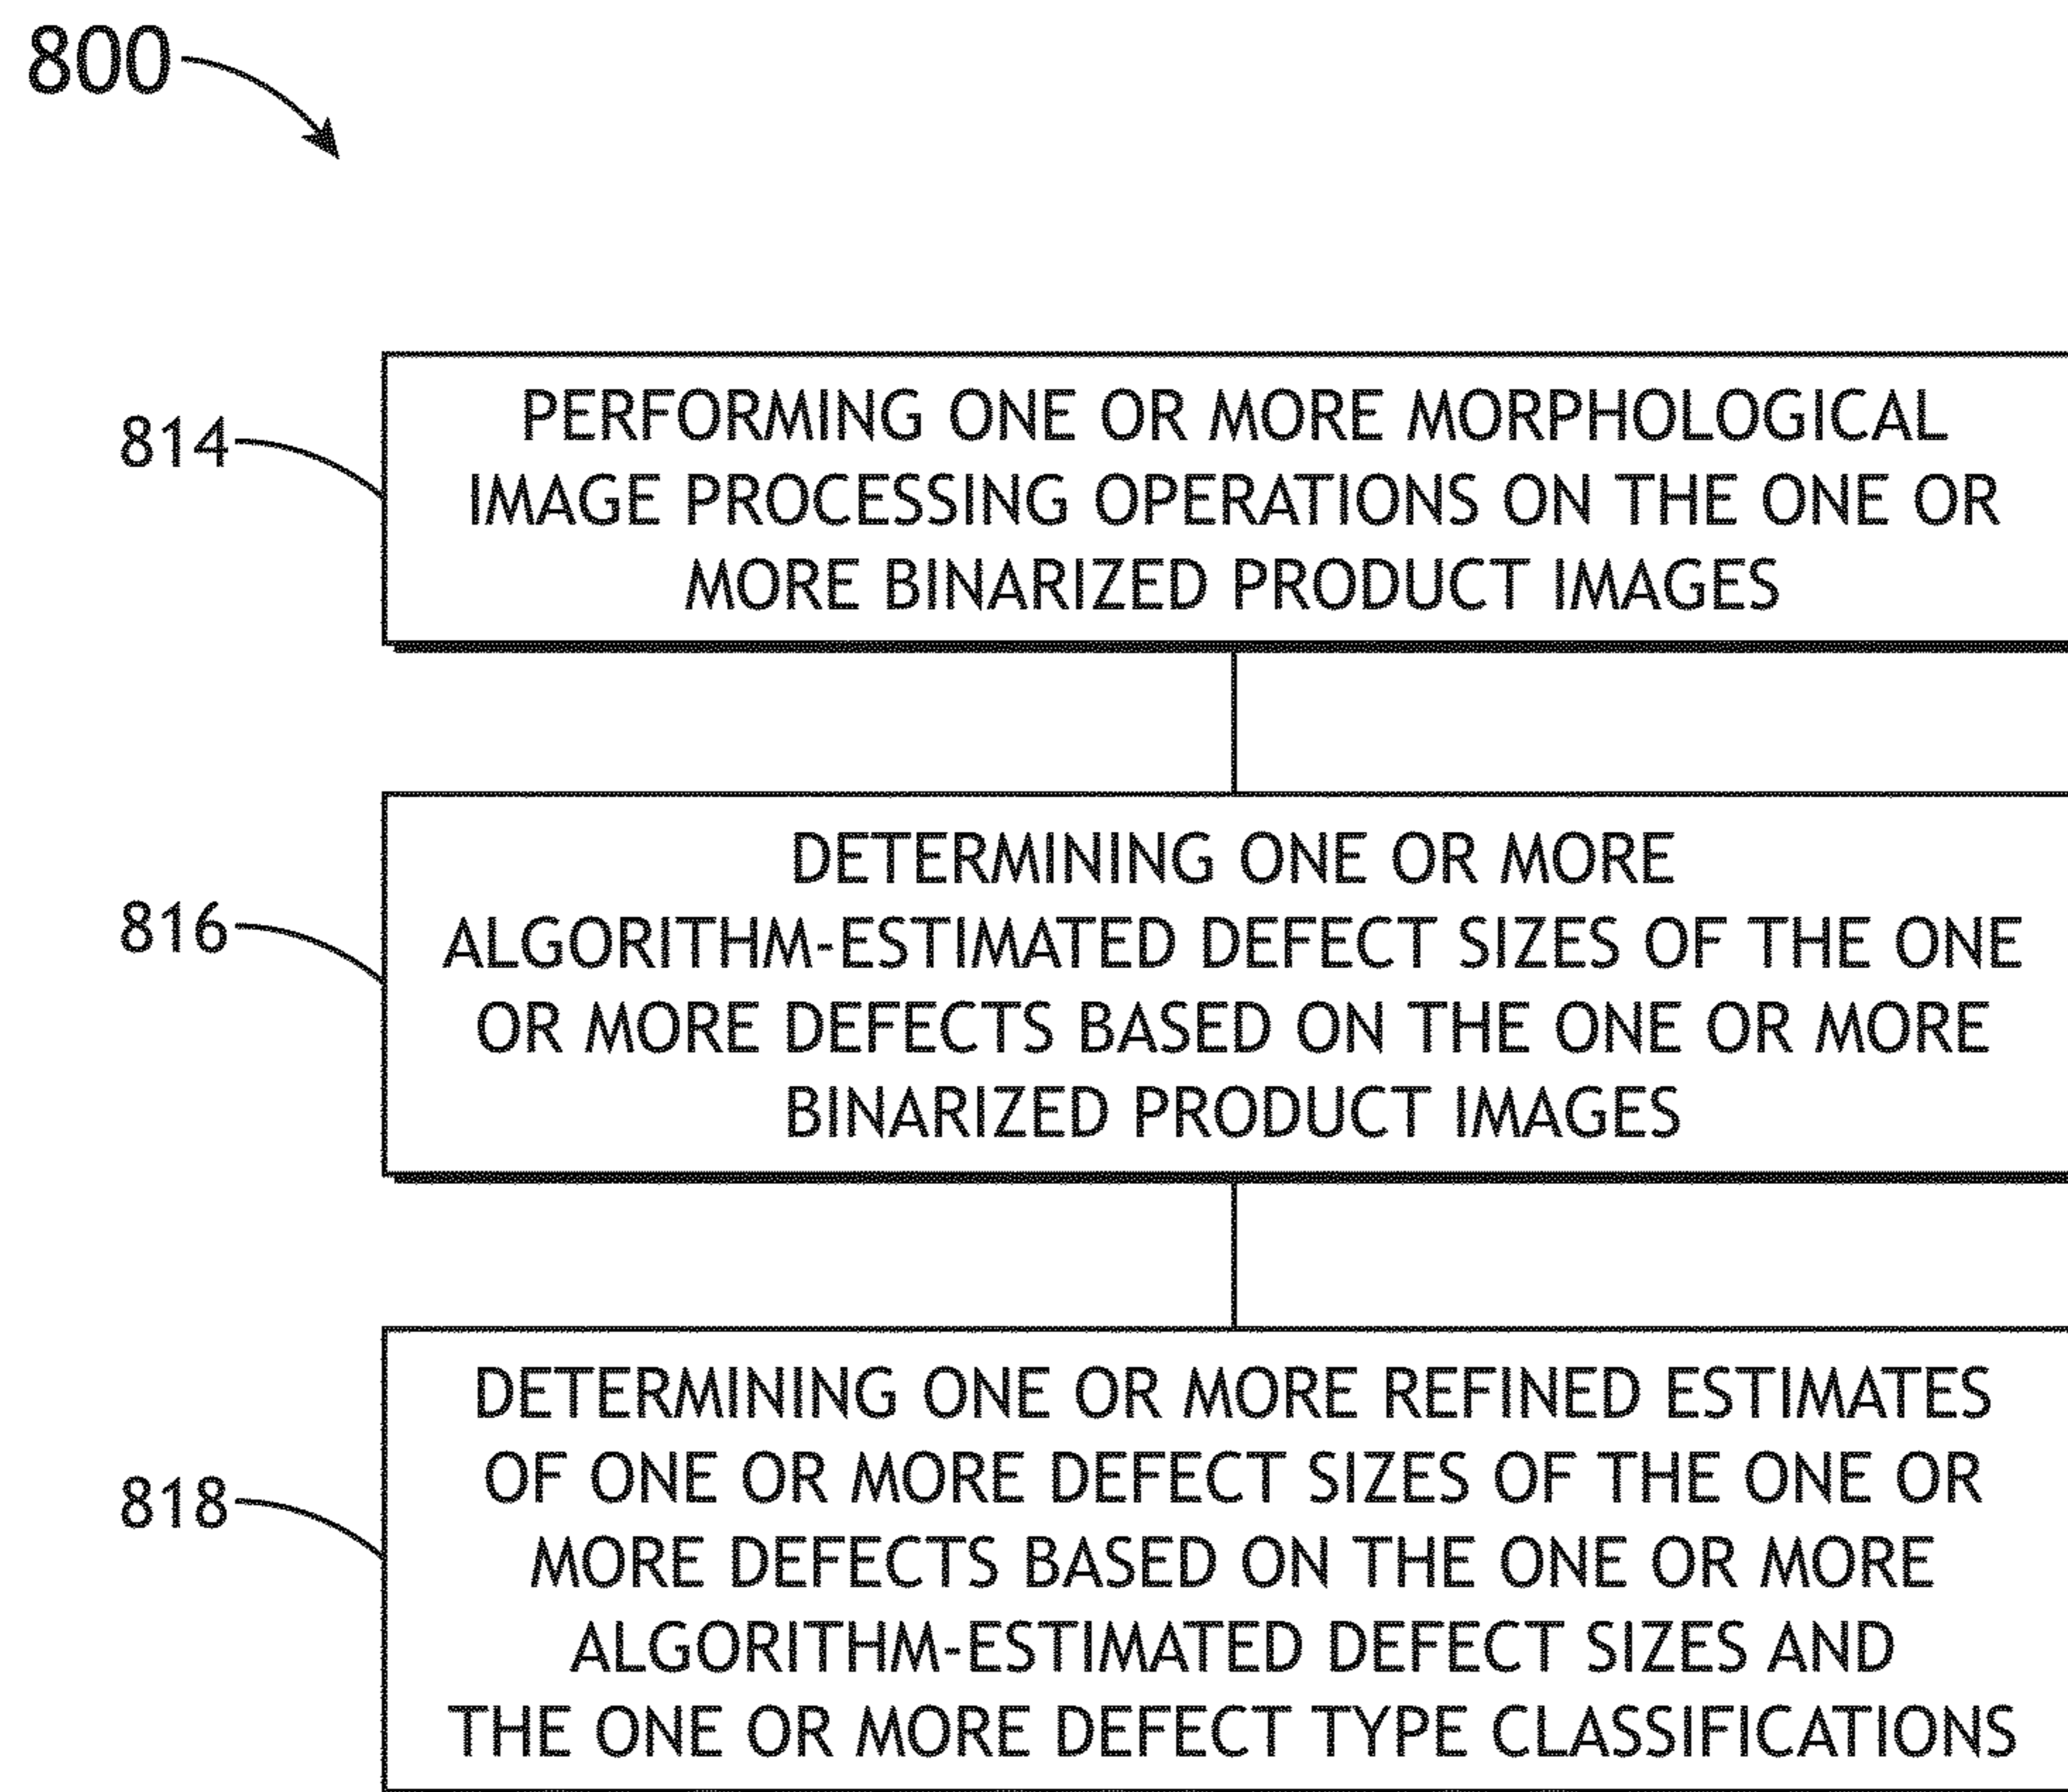 800
814
PERFORMING ONE OR MORE MORPHOLOGICAL
IMAGE PROCESSING OPERATIONS ON THE ONE OR
MORE BINARIZED PRODUCT IMAGES
816
DETERMINING ONE OR MORE
ALGORITHM-ESTIMATED DEFECT SIZES OF THE ONE
OR MORE DEFECTS BASED ON THE ONE OR MORE
BINARIZED PRODUCT IMAGES
818
DETERMINING ONE OR MORE REFINED ESTIMATES
OF ONE OR MORE DEFECT SIZES OF THE ONE OR
MORE DEFECTS BASED ON THE ONE OR MORE
ALGORITHM-ESTIMATED DEFECT SIZES AND
THE ONE OR MORE DEFECT TYPE CLASSIFICATIONS